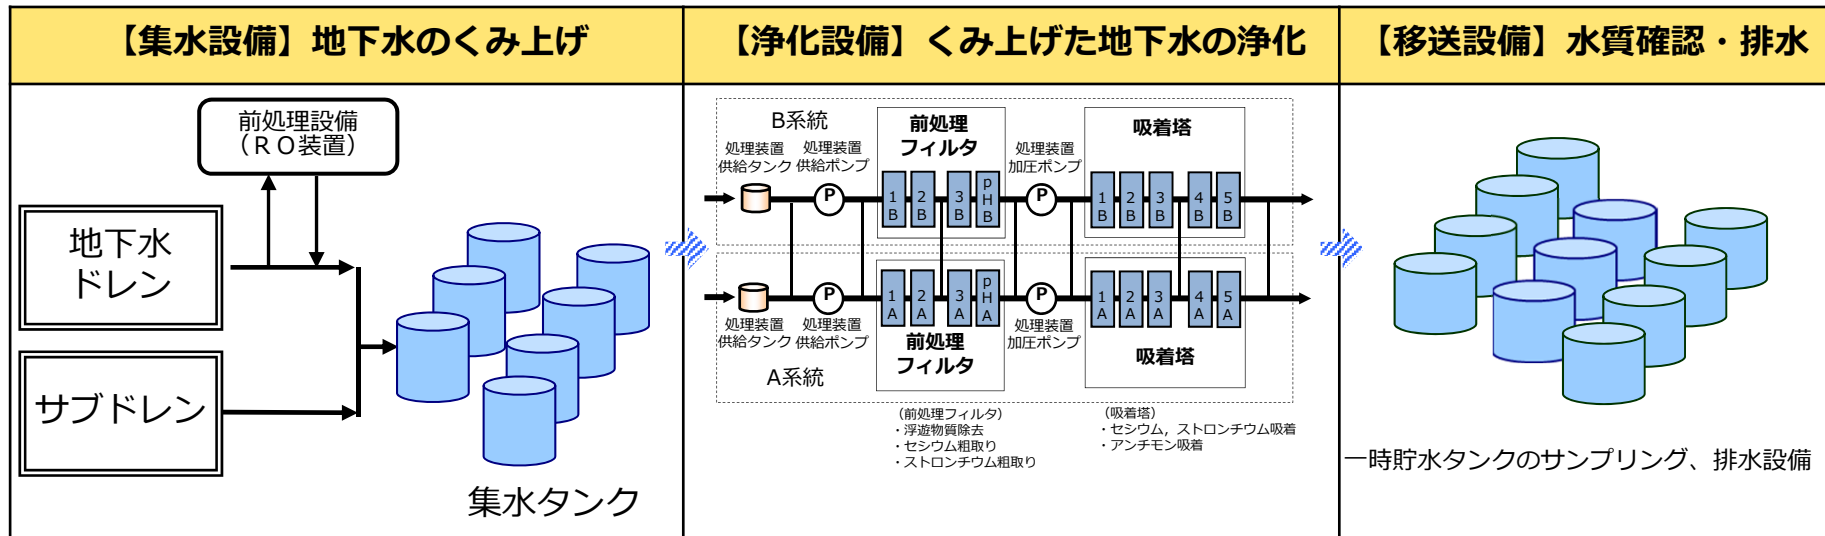 【集水設備】地下水のくみ上げ
【浄化設備】くみ上げた地下水の浄化
【移送設備】水質確認・排水
前処理設備
(RO装置)
地下水
ドレン
サブドレン
集水タンク
B系統
処理装置
供給タンク
処理装置
供給ポンプ
P
前処理
フィルタ
1B
2B
3B
pHB
処理装置
加圧ポンプ
P
吸着塔
1B
2B
3B
4B
5B
P
1A
2A
3A
pHA
P
1A
2A
3A
4A
5A
処理装置
供給タンク
処理装置
供給ポンプ
前処理
フィルタ
処理装置
加圧ポンプ
吸着塔
A系統
(前処理フィルタ)
・浮遊物質除去
・セシウム粗取り
・ストロンチウム粗取り
(吸着塔)
・セシウム,ストロンチウム吸着
・アンチモン吸着
一時貯水タンクのサンプリング、排水設備